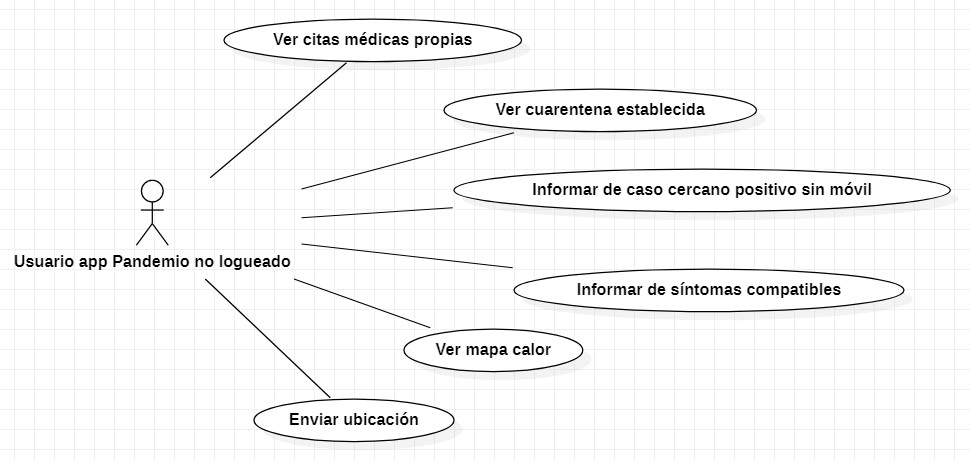 Ver citas médicas propias
Ver cuarentena establecida
Informar de caso cercano positivo sin móvil
Usuario app Pandemio no logueado
Informar de síntomas compatibles
Ver mapa calor
Enviar ubicación